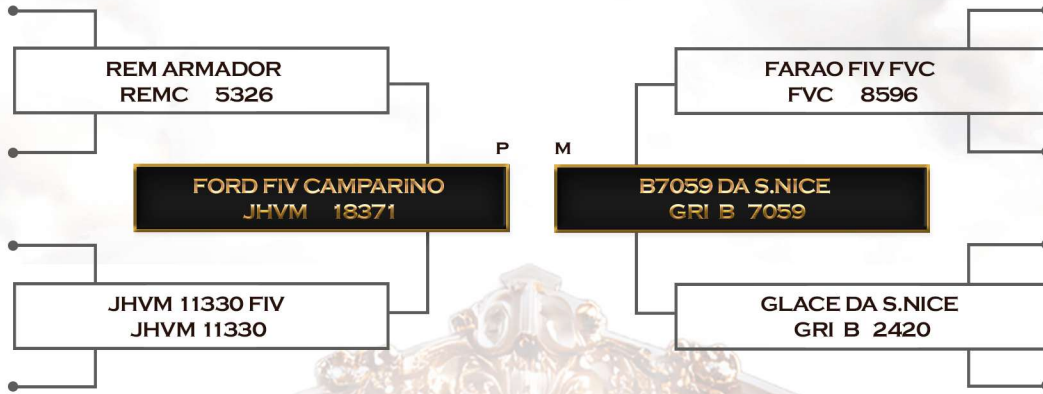 REM ARMADOR
REMC 5326
P
FORD FIV CAMPARINO
JHVM 18371
JHVM 11330 FIV
JHVM 11330
FARAO FIV FVC
FVC 8596
M
B7059 DA S.NICE
GRI B 7059
GLACE DA S.NICE
GRI B 2420